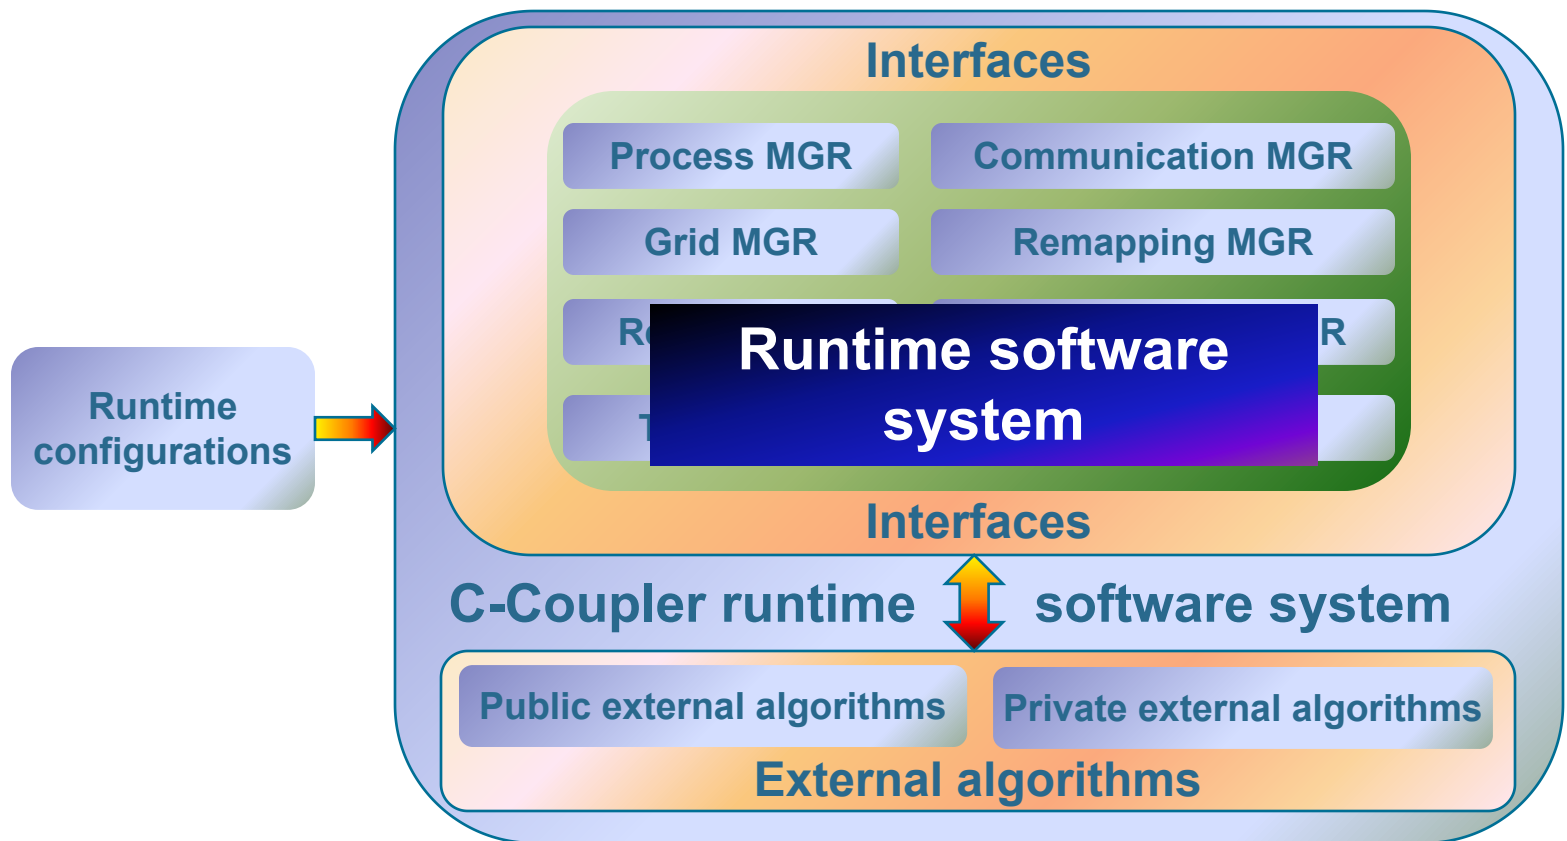 Interfaces
Process MGR
Communication MGR
Grid MGR
Remapping MGR
Runtime software
system
Runtime
configurations
Interfaces
C-Coupler runtime software system
Public external algorithms
Private external algorithms
External algorithms